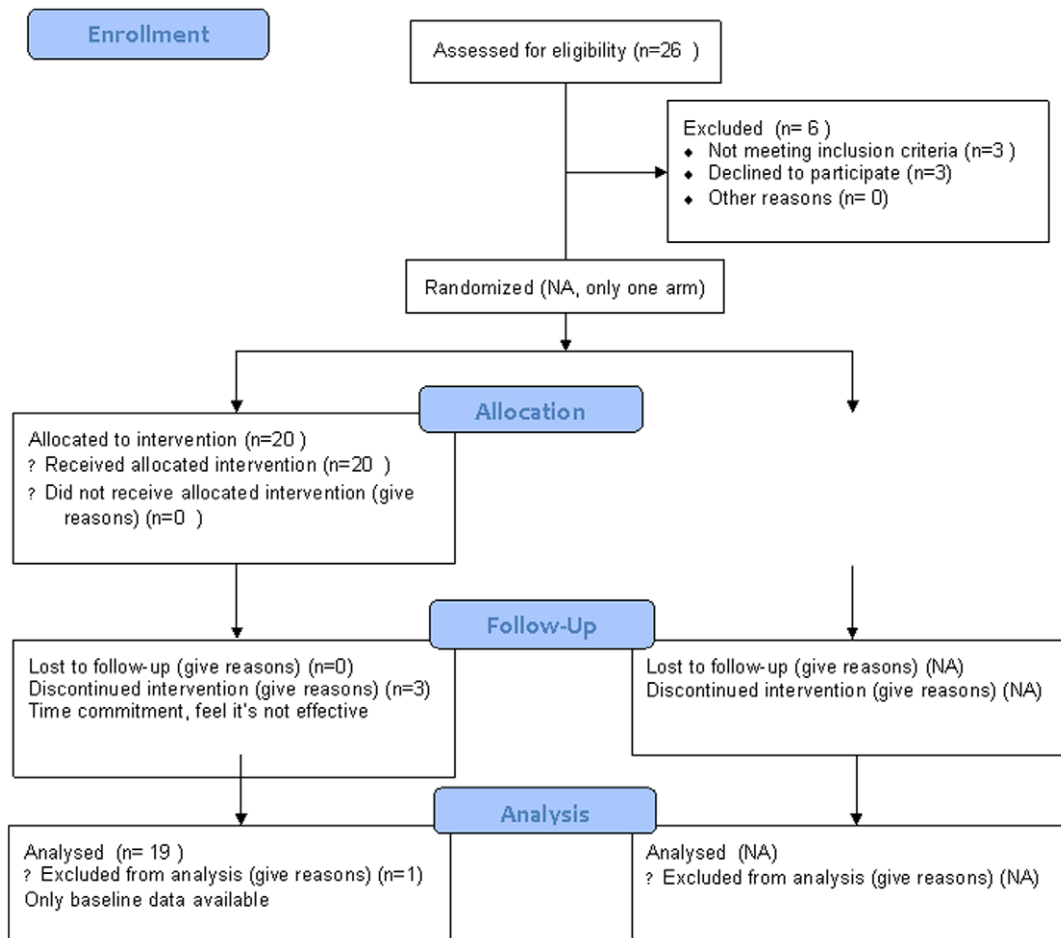 Enrollment
Assessed for eligibility (n=26 )
Excluded (n= 6 )
♦ Not meeting inclusion criteria (n=3 )
♦ Declined to participate (n=3)
♦ Other reasons (n= 0)
Randomized (NA, only one arm)
Allocation
Allocated to intervention (n=20 )
? Received allocated intervention (n=20 )
? Did not receive allocated intervention (give
reasons) (n=0 )
Follow-Up
Lost to follow-up (give reasons) (n=0)
Discontinued intervention (give reasons) (n=3)
Time commitment, feel it's not effective
Lost to follow-up (give reasons) (NA)
Discontinued intervention (give reasons) (NA)
Analysis
Analysed (n= 19 )
? Excluded from analysis (give reasons) (n=1)
Only baseline data available
Analysed (NA)
? Excluded from analysis (give reasons) (NA)